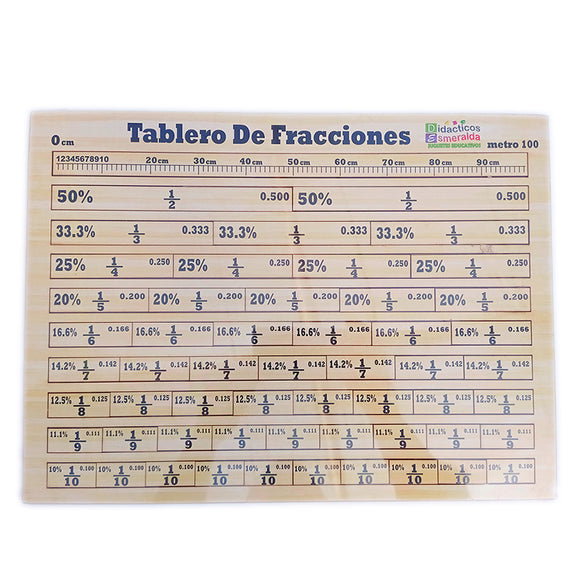 Tablero De Fracciones
Didacticos
Esmeralda
JUGUETES EDUCATIVOS
0 cm
metro 100
12345678910 20cm 30cm 40cm 50cm 60cm 70cm 80cm 90cm
50% 1/2 0.500 50% 1/2 0.500
33.3% 1/3 0.333 33.3% 1/3 0.333 33.3% 1/3 0.333
25% 1/4 0.250 25% 1/4 0.250 25% 1/4 0.250 25% 1/4 0.250
20% 1/5 0.200 20% 1/5 0.200 20% 1/5 0.200 20% 1/5 0.200 20% 1/5 0.200
16.6% 1/6 0.166 16.6% 1/6 0.166 16.6% 1/6 0.166 16.6% 1/6 0.166 16.6% 1/6 0.166 16.6% 1/6 0.166
14.2% 1/7 0.142 14.2% 1/7 0.142 14.2% 1/7 0.142 14.2% 1/7 0.142 14.2% 1/7 0.142 14.2% 1/7 0.142 14.2% 1/7 0.142
12.5% 1/8 0.125 12.5% 1/8 0.125 12.5% 1/8 0.125 12.5% 1/8 0.125 12.5% 1/8 0.125 12.5% 1/8 0.125 12.5% 1/8 0.125 12.5% 1/8 0.125
11.1% 1/9 0.111 11.1% 1/9 0.111 11.1% 1/9 0.111 11.1% 1/9 0.111 11.1% 1/9 0.111 11.1% 1/9 0.111 11.1% 1/9 0.111 11.1% 1/9 0.111 11.1% 1/9 0.111
10% 1/10 0.100 10% 1/10 0.100 10% 1/10 0.100 10% 1/10 0.100 10% 1/10 0.100 10% 1/10 0.100 10% 1/10 0.100 10% 1/10 0.100 10% 1/10 0.100 10% 1/10 0.100